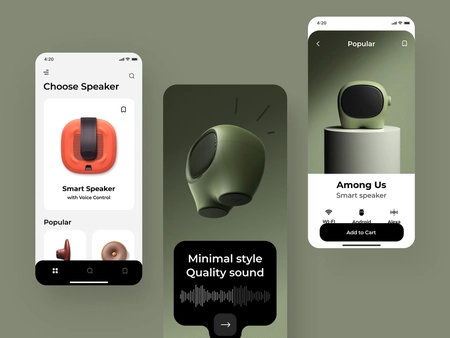 4:20
Choose Speaker
Smart Speaker
with Voice Control
Popular
Minimal style
Quality sound
4:20
Popular
Among Us
Smart speaker
Wi-Fi
Android
Alexa
Add to Cart